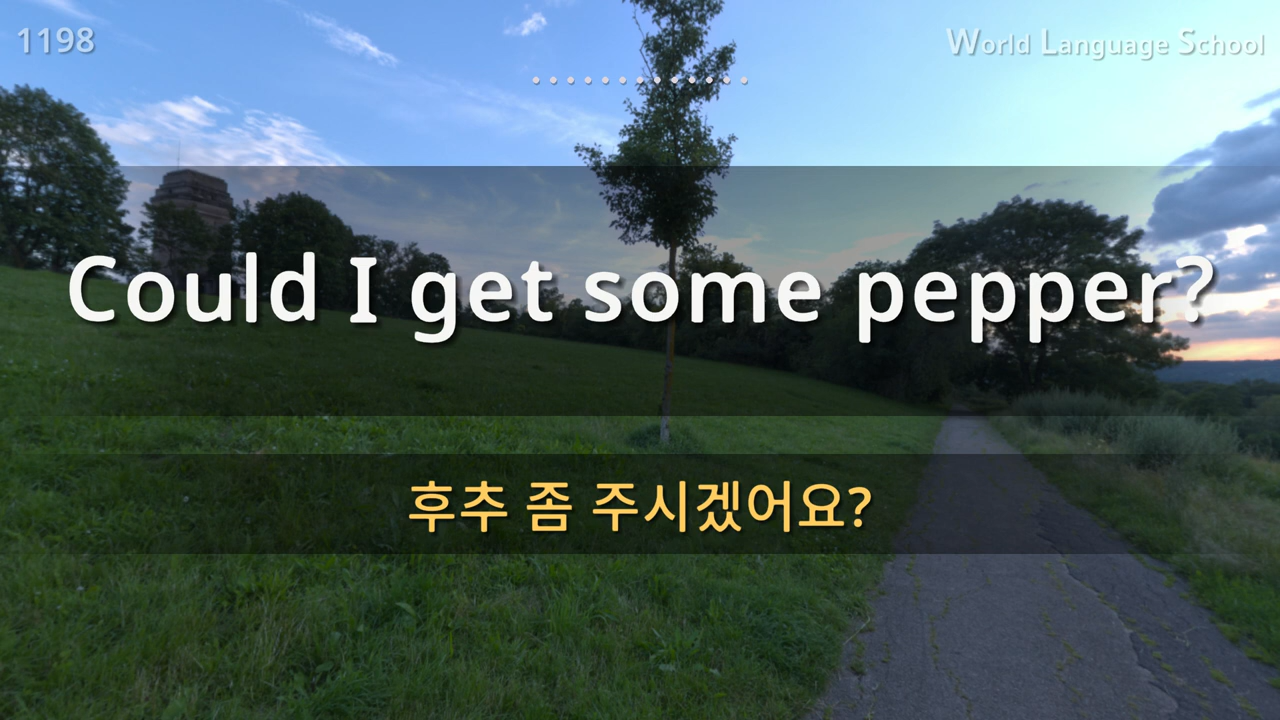 1198
World Language School
Could I get some pepper?
후추 좀 주시겠어요?